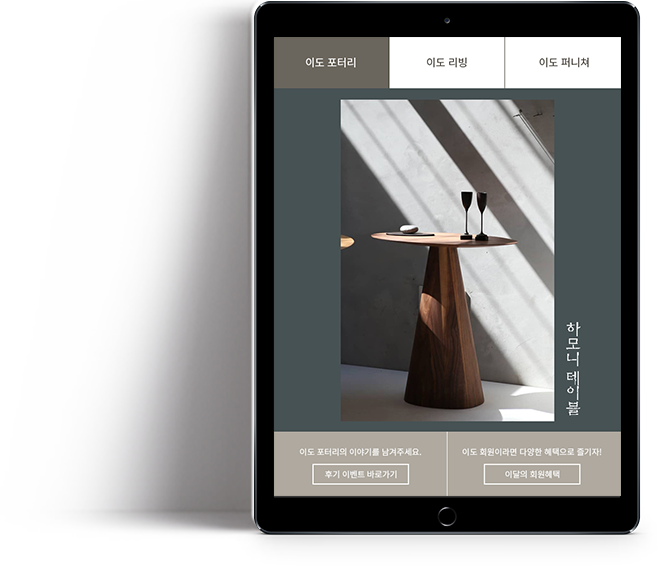 이도 포터리
이도 리빙
이도 퍼니쳐
하모니 테이블
이도 포터리의 이야기를 남겨주세요.
후기 이벤트 바로가기
이도 회원이라면 다양한 혜택으로 즐기자!
이달의 회원혜택